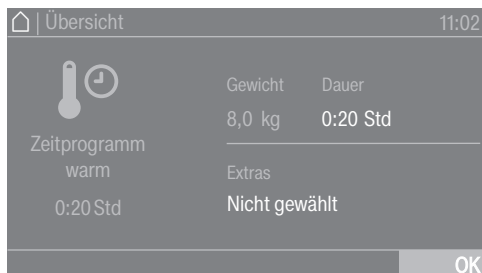 | Übersicht 11:02
Zeitprogramm
warm
0:20 Std
Gewicht Dauer
8,0 kg 0:20 Std
Extras
Nicht gewählt
OK